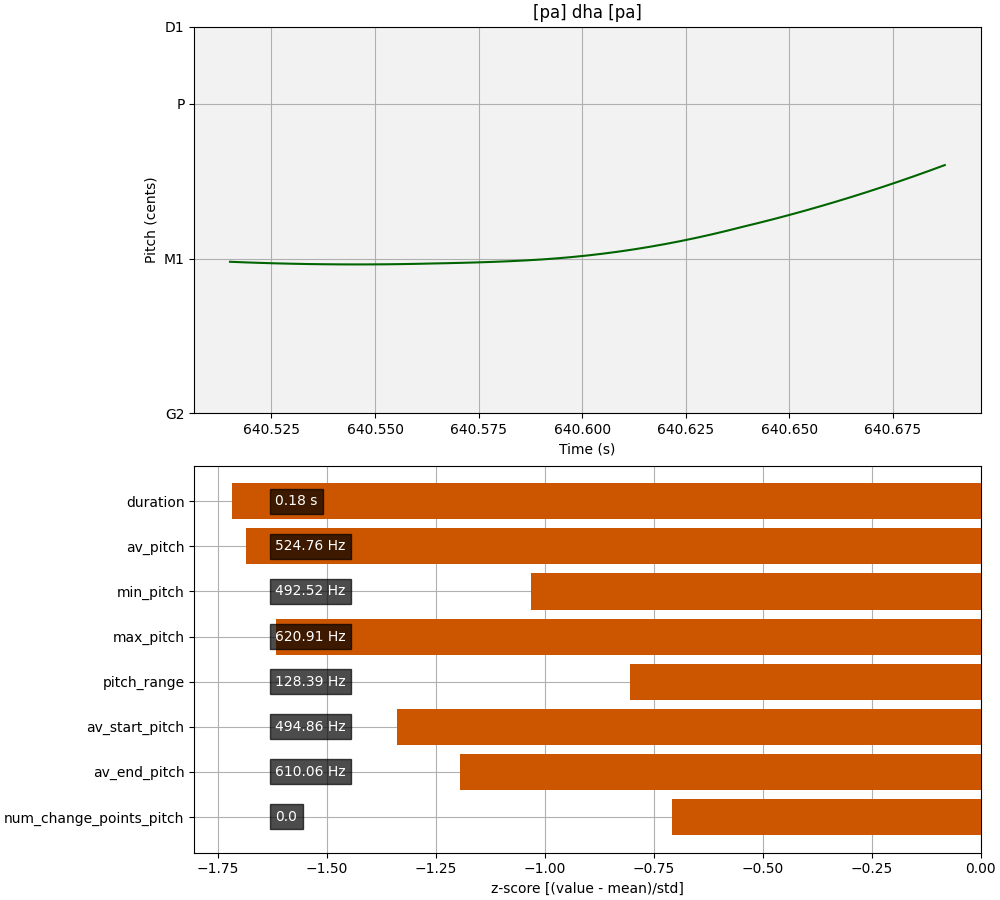 [pa] dha [pa]
D1
P
M1
G2
Pitch (cents)
640.525 640.550 640.575 640.600 640.625 640.650 640.675
Time (s)
duration 0.18 s
av_pitch 524.76 Hz
min_pitch 492.52 Hz
max_pitch 620.91 Hz
pitch_range 128.39 Hz
av_start_pitch 494.86 Hz
av_end_pitch 610.06 Hz
num_change_points_pitch 0.0
−1.75 −1.50 −1.25 −1.00 −0.75 −0.50 −0.25 0.00
z-score [(value - mean)/std]